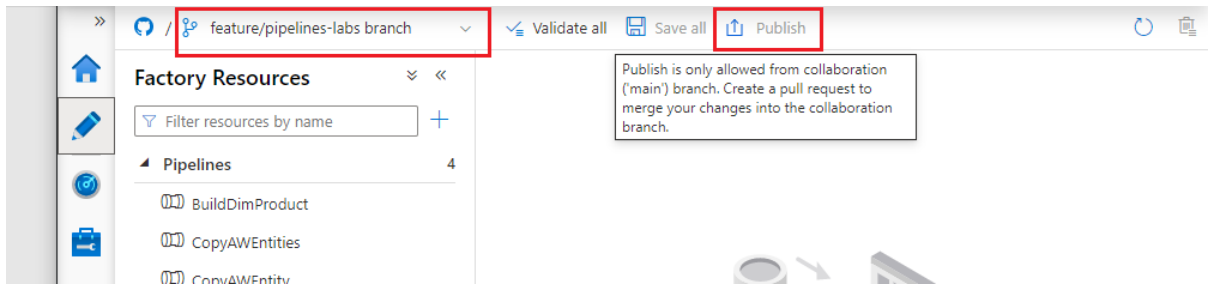 » / feature/pipelines-labs branch Validate all Save all Publish
Factory Resources «
Publish is only allowed from collaboration
('main') branch. Create a pull request to
merge your changes into the collaboration
branch.
Filter resources by name +
Pipelines 4
BuildDimProduct
CopyAWEntities
CopyAWEntity